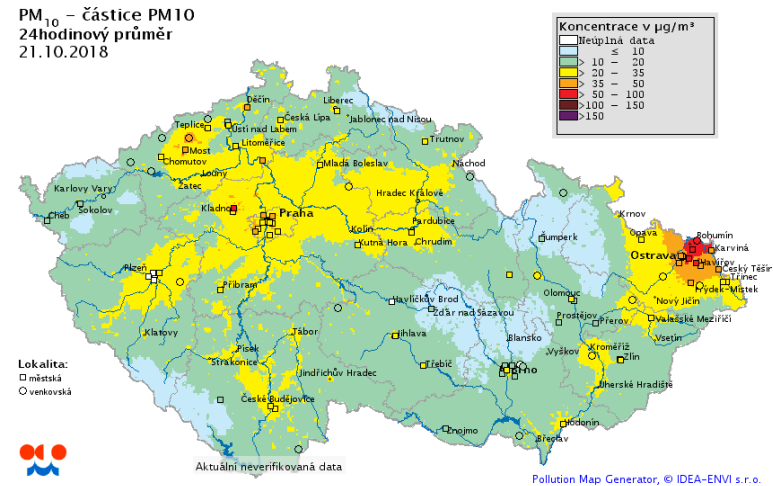 PM10 – částice PM10
24hodinový průměr
21.10.2018
Koncentrace v µg/m³
Neúplná data
≤ 10
> 10 – 20
> 20 – 35
> 35 – 50
> 50 – 100
>100 – 150
>150
Děčín
Liberec
Teplice
Ústí nad Labem
Česká Lípa
Jablonec nad Nisou
Most
Litoměřice
Trutnov
Chomutov
Louny
Mladá Boleslav
Náchod
Karlovy Vary
Žatec
Hradec Králové
Sokolov
Cheb
Kladno
Praha
Krnov
Pardubice
Kolín
Opava
Bohumín
Šumperk
Kutná Hora
Chrudim
Karviná
Ostrava
Havířov
Český Těšín
Plzeň
Třinec
Příbram
Frýdek-Místek
Olomouc
Havlíčkův Brod
Nový Jičín
Žďár nad Sázavou
Prostějov
Přerov
Valašské Meziříčí
Klatovy
Tábor
Jihlava
Blansko
Vsetín
Písek
Kroměříž
Vyškov
Zlín
Strakonice
Třebíč
Jindřichův Hradec
Brno
Uherské Hradiště
České Budějovice
Hodonín
Znojmo
Břeclav
Lokalita:
městská
venkovská
Aktuální neverifikovaná data
Pollution Map Generator, © IDEA-ENVI s.r.o.